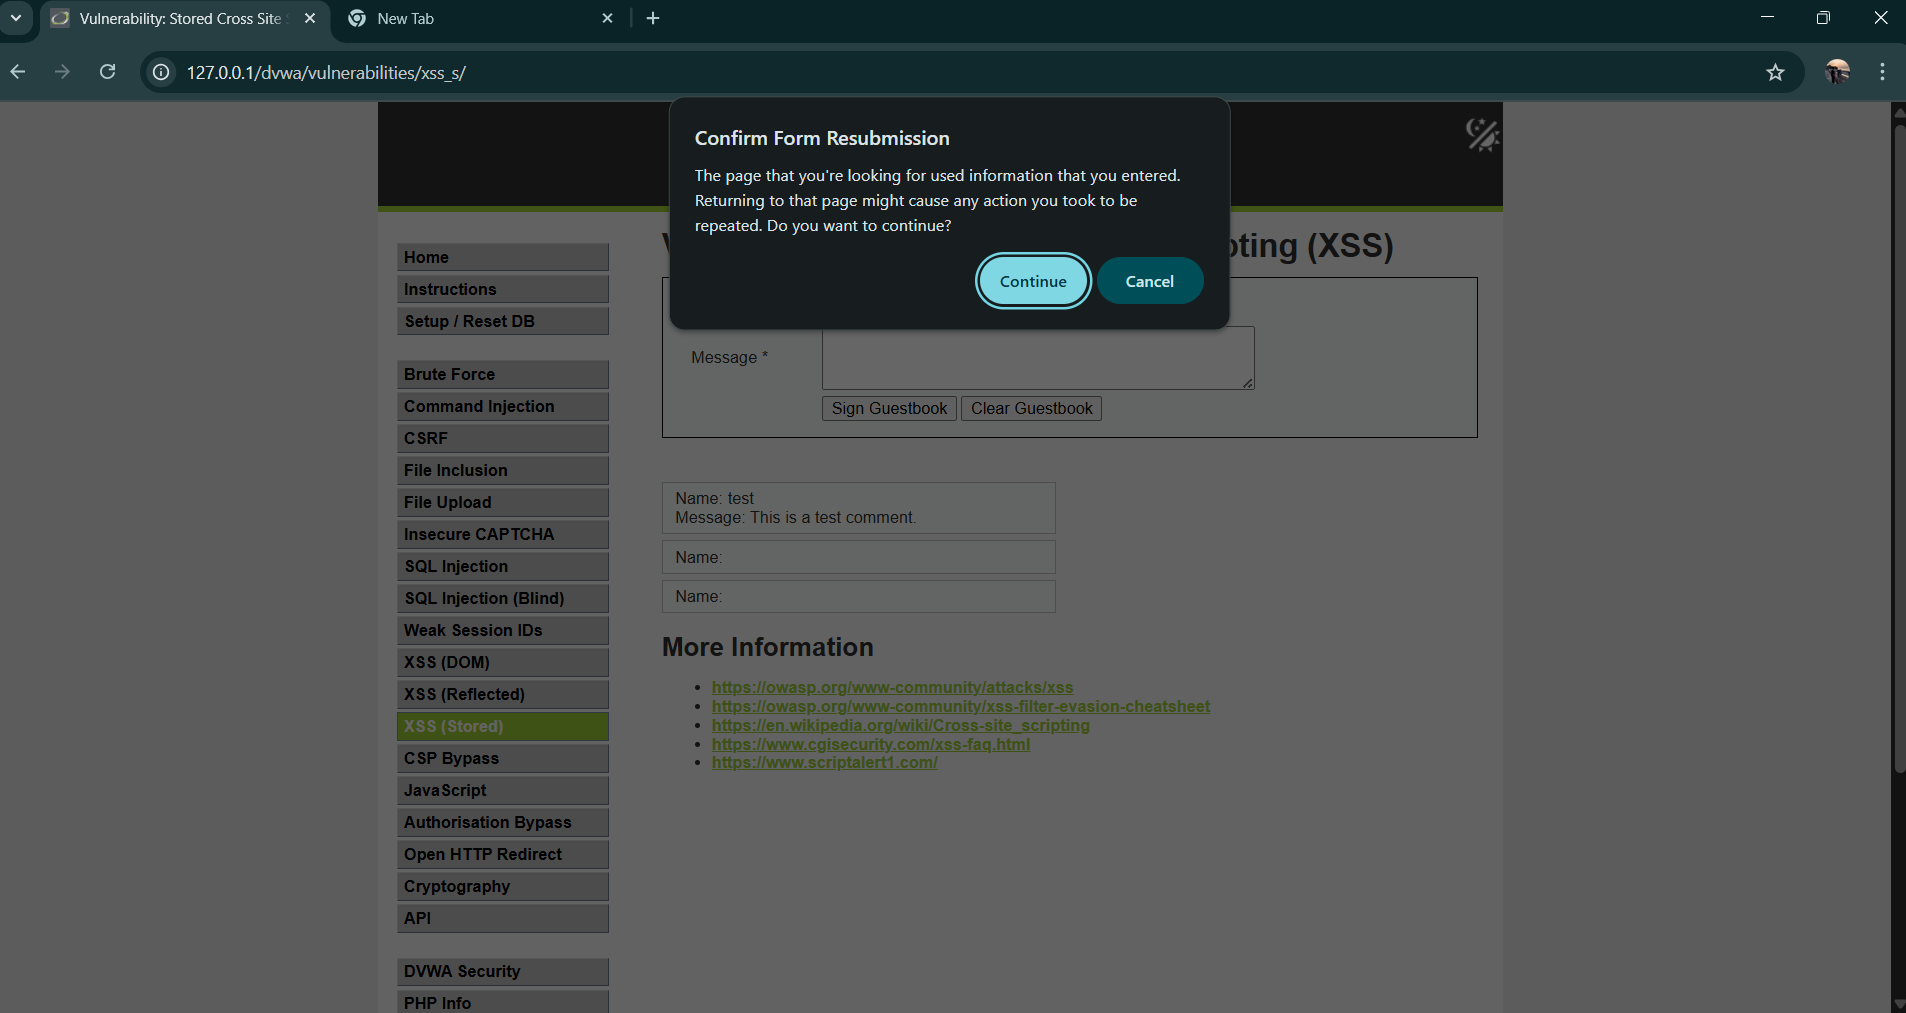 Vulnerability: Stored Cross Site
New Tab
127.0.0.1/dvwa/vulnerabilities/xss_s/
Confirm Form Resubmission
The page that you're looking for used information that you entered.
Returning to that page might cause any action you took to be
repeated. Do you want to continue?
Continue
Cancel
Home
Instructions
Setup / Reset DB
Brute Force
Command Injection
CSRF
File Inclusion
File Upload
Insecure CAPTCHA
SQL Injection
SQL Injection (Blind)
Weak Session IDs
XSS (DOM)
XSS (Reflected)
XSS (Stored)
CSP Bypass
JavaScript
Authorisation Bypass
Open HTTP Redirect
Cryptography
API
DVWA Security
PHP Info
pting (XSS)
Message *
Sign Guestbook
Clear Guestbook
Name: test
Message: This is a test comment.
Name:
Name:
More Information
https://owasp.org/www-community/attacks/xss
https://owasp.org/www-community/xss-filter-evasion-cheatsheet
https://en.wikipedia.org/wiki/Cross-site_scripting
https://www.cgisecurity.com/xss-faq.html
https://www.scriptalert1.com/